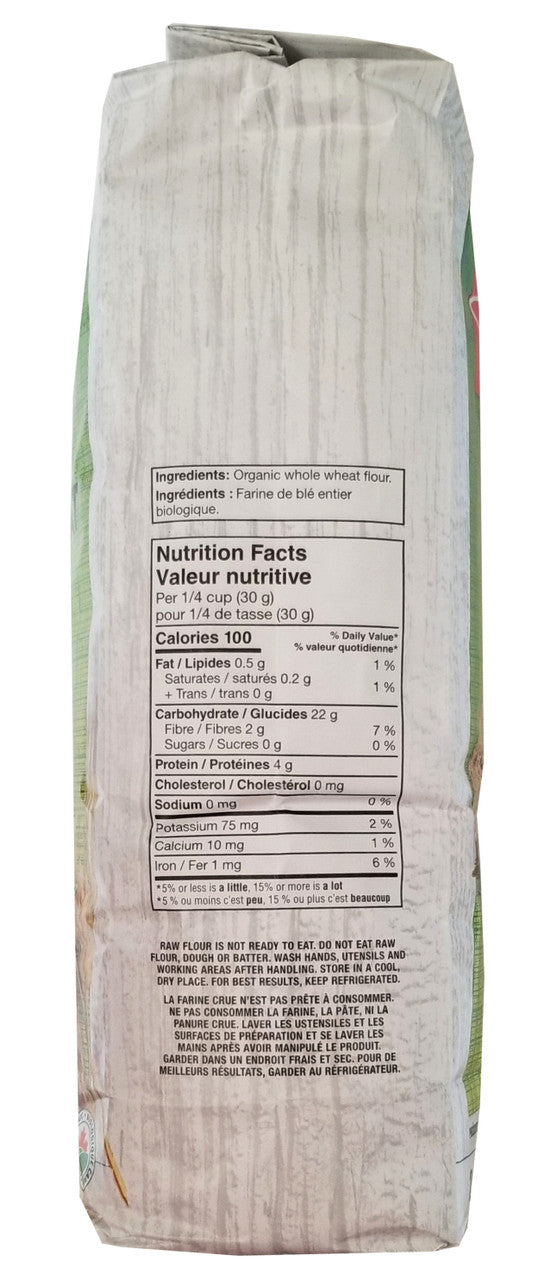 Ingredients: Organic whole wheat flour.
Ingrédients : Farine de blé entier
biologique.
Nutrition Facts
Valeur nutritive
Per 1/4 cup (30 g)
pour 1/4 de tasse (30 g)
Calories 100
% Daily Value*
% valeur quotidienne*
Fat / Lipides 0.5 g 1 %
Saturates / saturés 0.2 g
+ Trans / trans 0 g 1 %
Carbohydrate / Glucides 22 g
Fibre / Fibres 2 g 7 %
Sugars / Sucres 0 g 0 %
Protein / Protéines 4 g
Cholesterol / Cholestérol 0 mg
Sodium 0 mg 0 %
Potassium 75 mg 2 %
Calcium 10 mg 1 %
Iron / Fer 1 mg 6 %
*5% or less is a little, 15% or more is a lot
*5 % ou moins c'est peu, 15 % ou plus c'est beaucoup
RAW FLOUR IS NOT READY TO EAT. DO NOT EAT RAW
FLOUR, DOUGH OR BATTER. WASH HANDS, UTENSILS AND
WORKING AREAS AFTER HANDLING. STORE IN A COOL,
DRY PLACE. FOR BEST RESULTS, KEEP REFRIGERATED.
LA FARINE CRUE N'EST PAS PRÊTE À CONSOMMER.
NE PAS CONSOMMER LA FARINE, LA PÂTE, NI LA
PANURE CRUE. LAVER LES USTENSILES ET LES
SURFACES DE PRÉPARATION ET SE LAVER LES
MAINS APRÈS AVOIR MANIPULÉ LE PRODUIT.
GARDER DANS UN ENDROIT FRAIS ET SEC. POUR DE
MEILLEURS RÉSULTATS, GARDER AU RÉFRIGÉRATEUR.